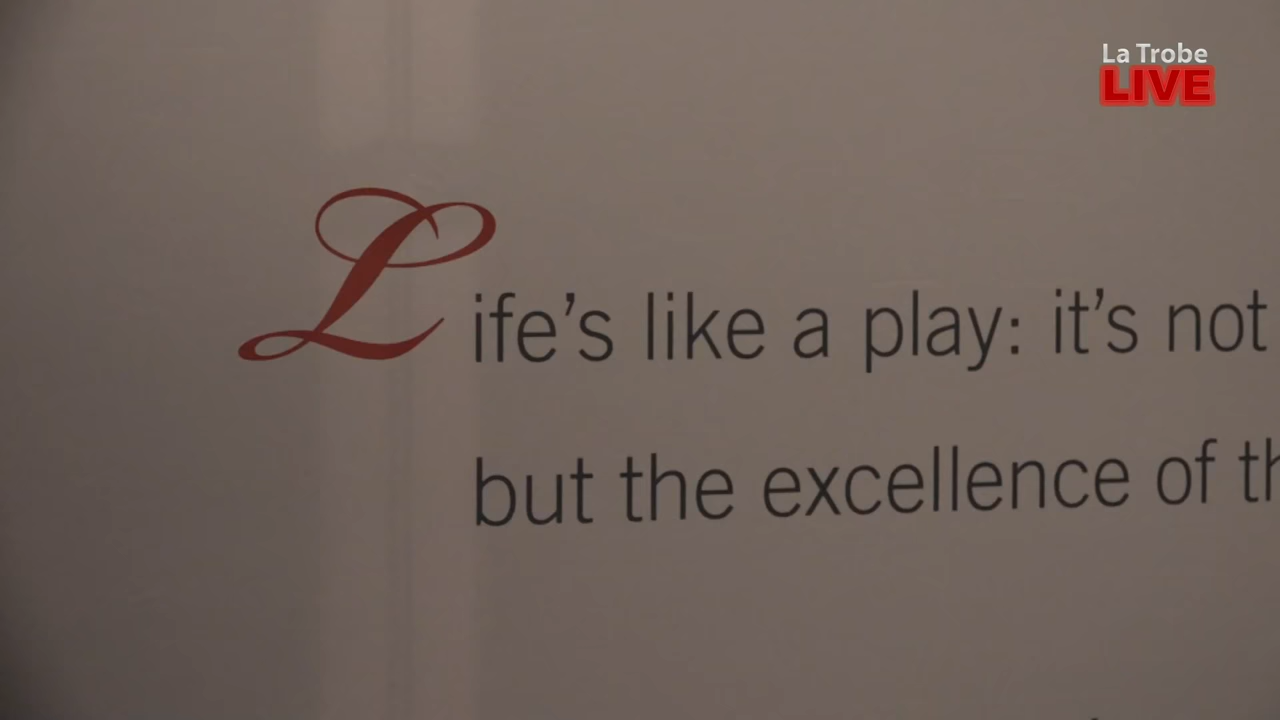 La Trobe
LIVE
Life's like a play: it's not
but the excellence of